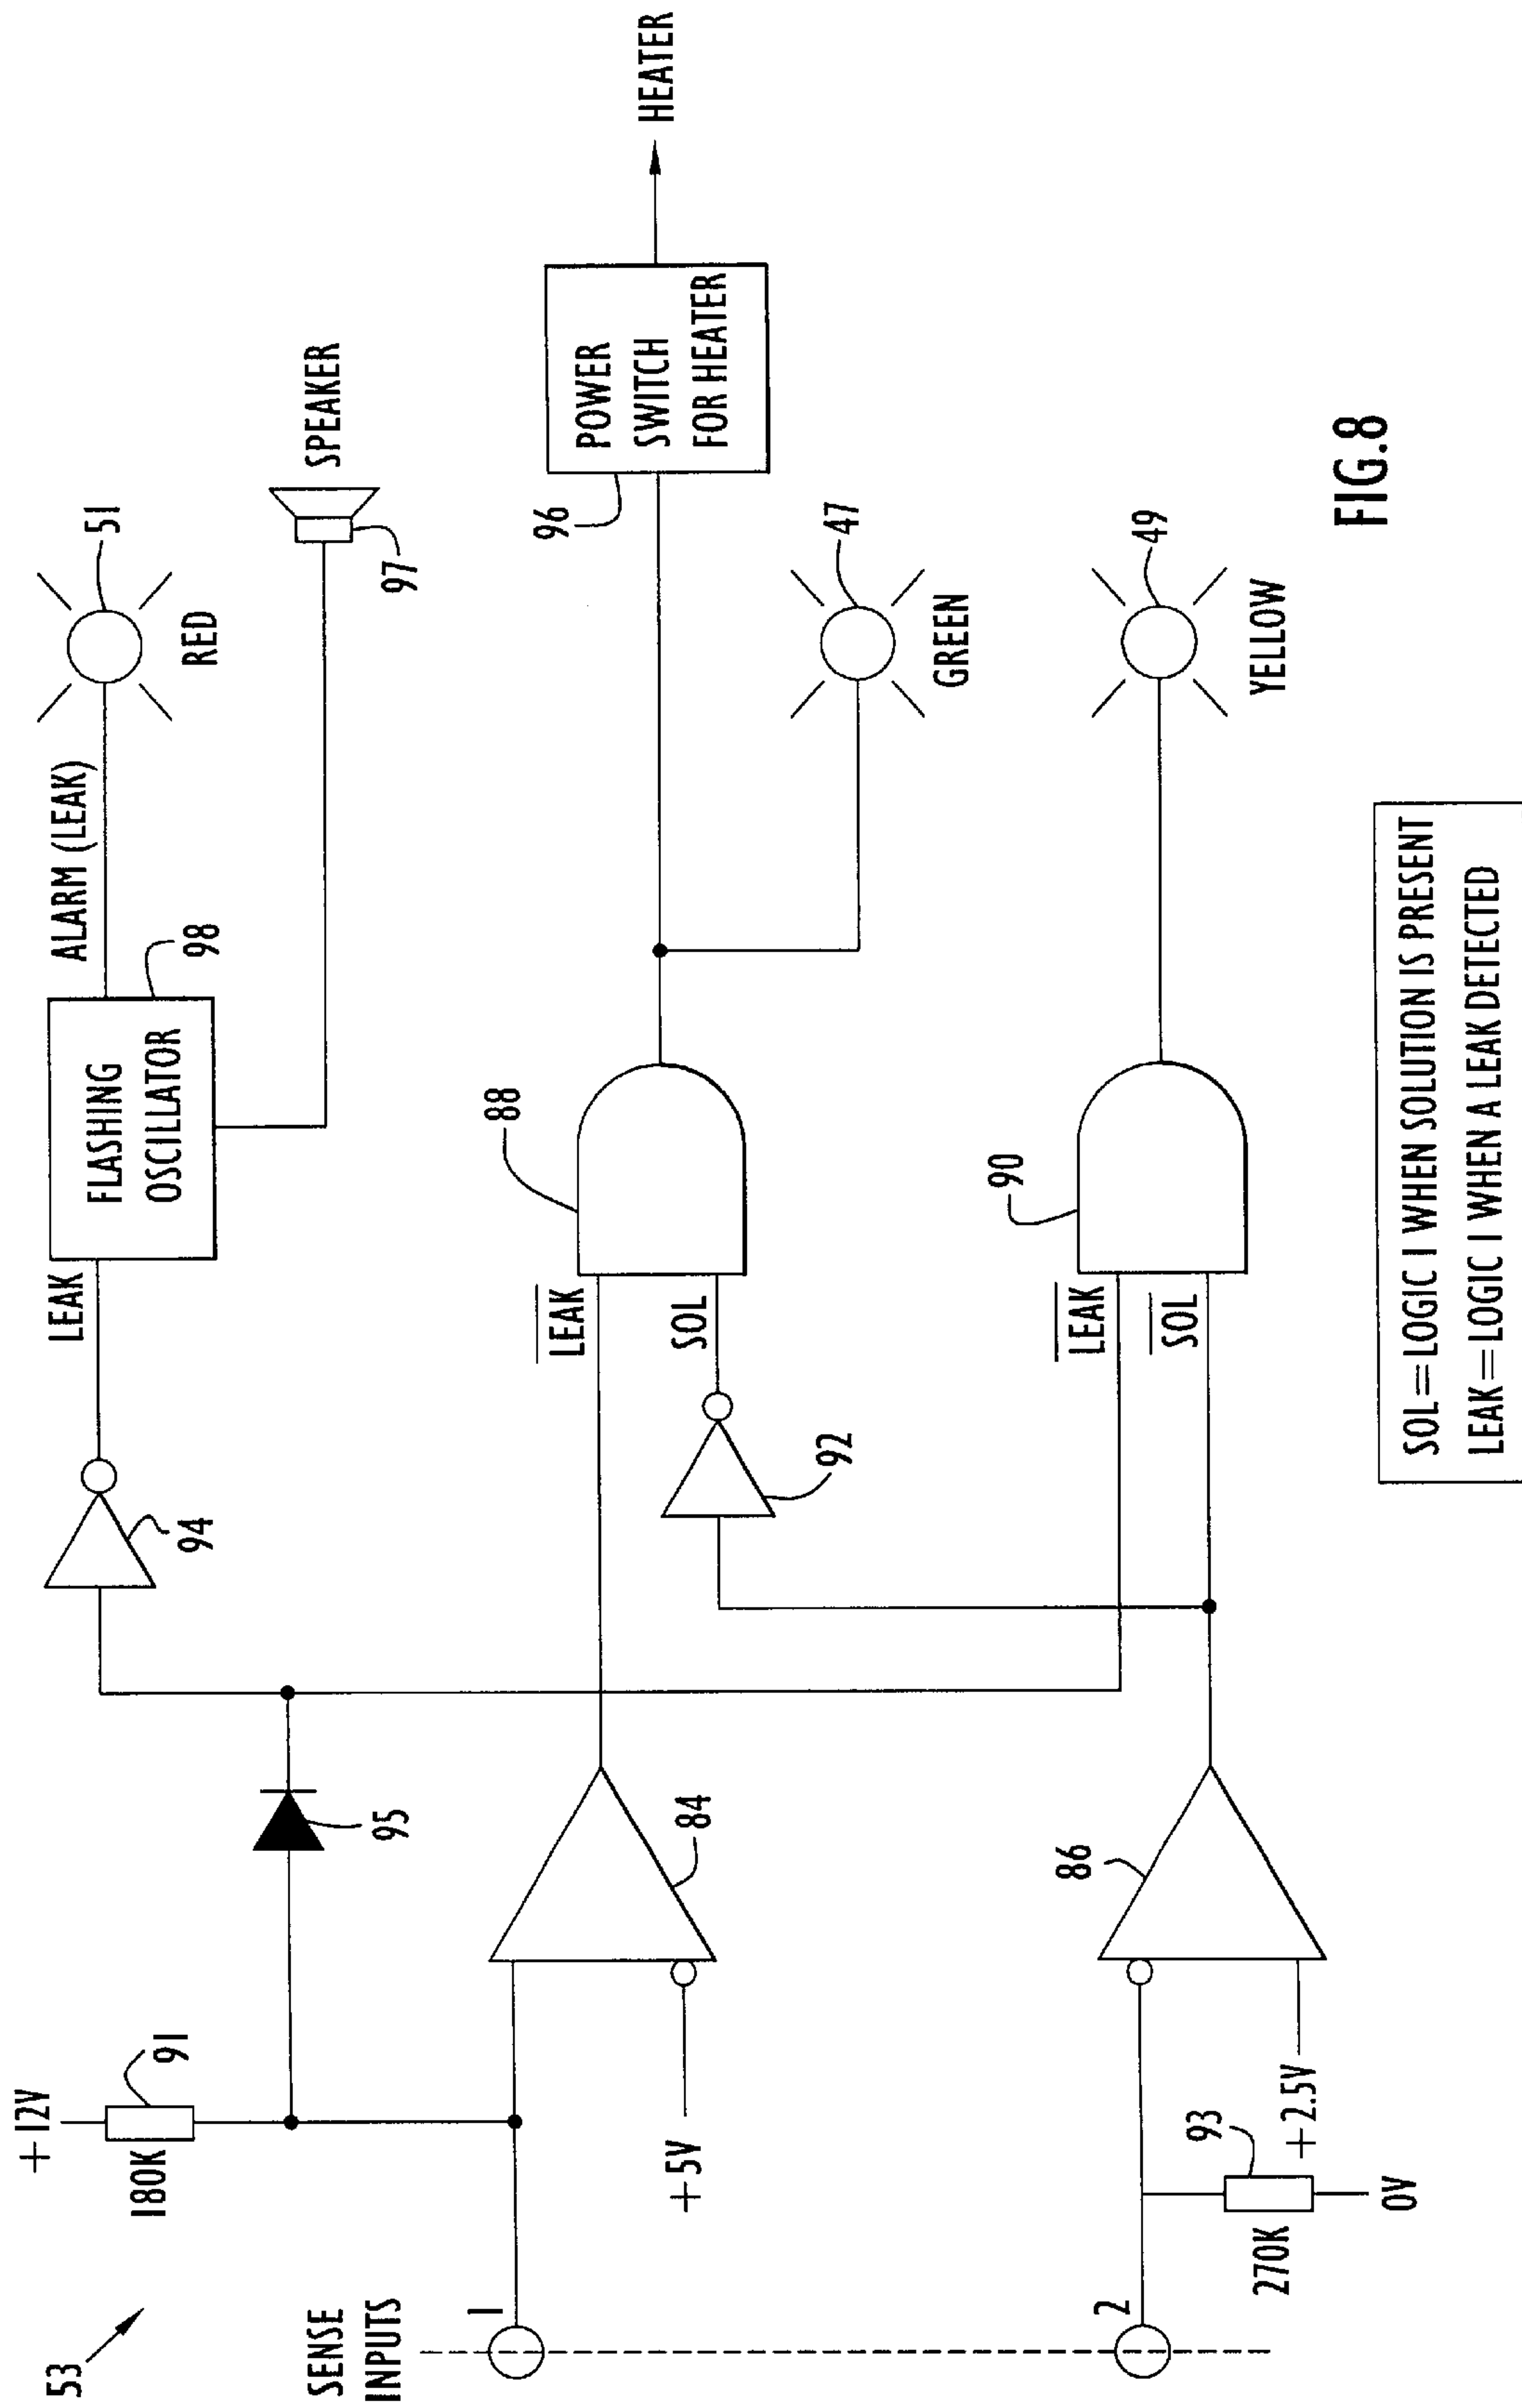 53
SENSE
INPUTS
1
2
+12V
180K
91
95
+5V
84
86
93
270K
+2.5V
0V
94
92
LEAK
LEAK
SOL
LEAK
SOL
88
90
FLASHING
OSCILLATOR
98
ALARM (LEAK)
51
RED
SPEAKER
97
POWER
SWITCH
FOR HEATER
96
HEATER
47
GREEN
49
YELLOW
SOL=LOGIC 1 WHEN SOLUTION IS PRESENT
LEAK=LOGIC 1 WHEN A LEAK DETECTED
FIG.8